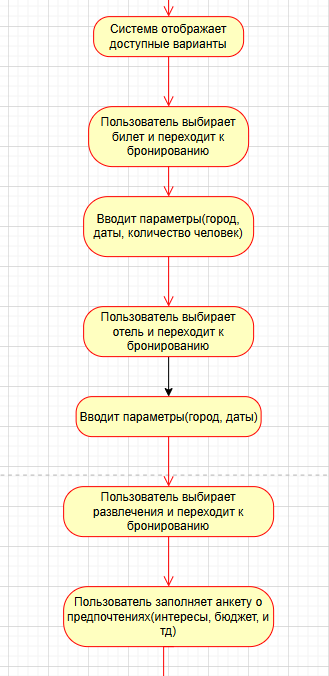 Системв отображает
доступные варианты
Пользователь выбирает
билет и переходит к
бронированию
Вводит параметры(город,
даты, количество человек)
Пользователь выбирает
отель и переходит к
бронированию
Вводит параметры(город, даты)
Пользователь выбирает
развлечения и переходит к
бронированию
Пользователь заполняет анкету о
предпочтениях(интересы, бюджет, и
тд)